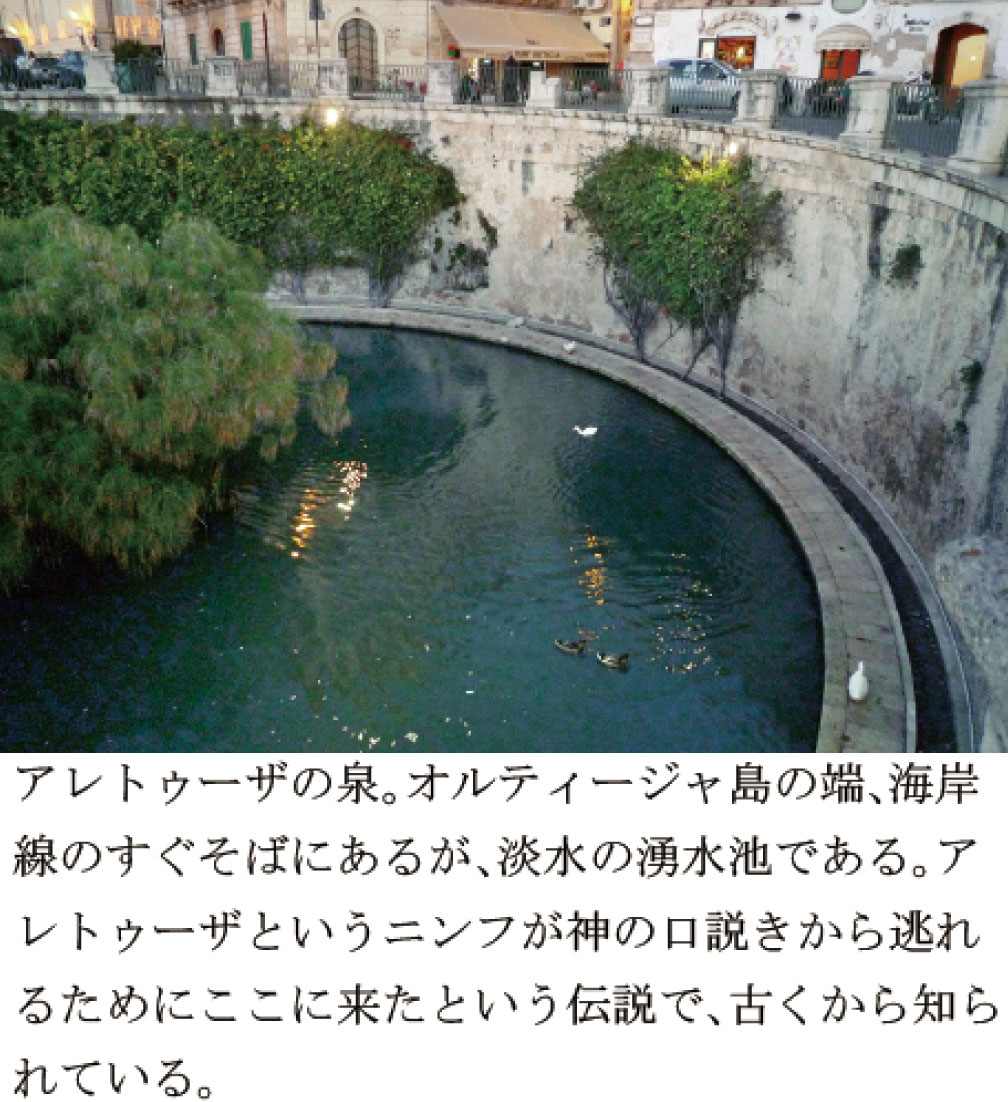 アレトゥーザの泉。オルティージャ島の端、海岸
線のすぐそばにあるが、淡水の湧水池である。ア
レトゥーザというニンフが神の口説きから逃れ
るためにここに来たという伝説で、古くから知ら
れている。